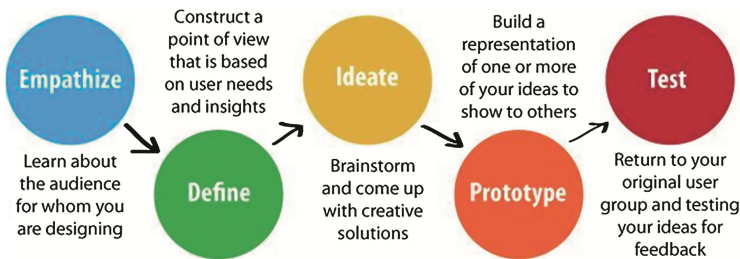 Empathize
Learn about
the audience
for whom you
are designing
Construct a
point of view
that is based
on user needs
and insights
Define
Ideate
Brainstorm
and come up
with creative
solutions
Build a
representation
of one or more
of your ideas to
show to others
Prototype
Test
Return to your
original user
group and testing
your ideas for
feedback